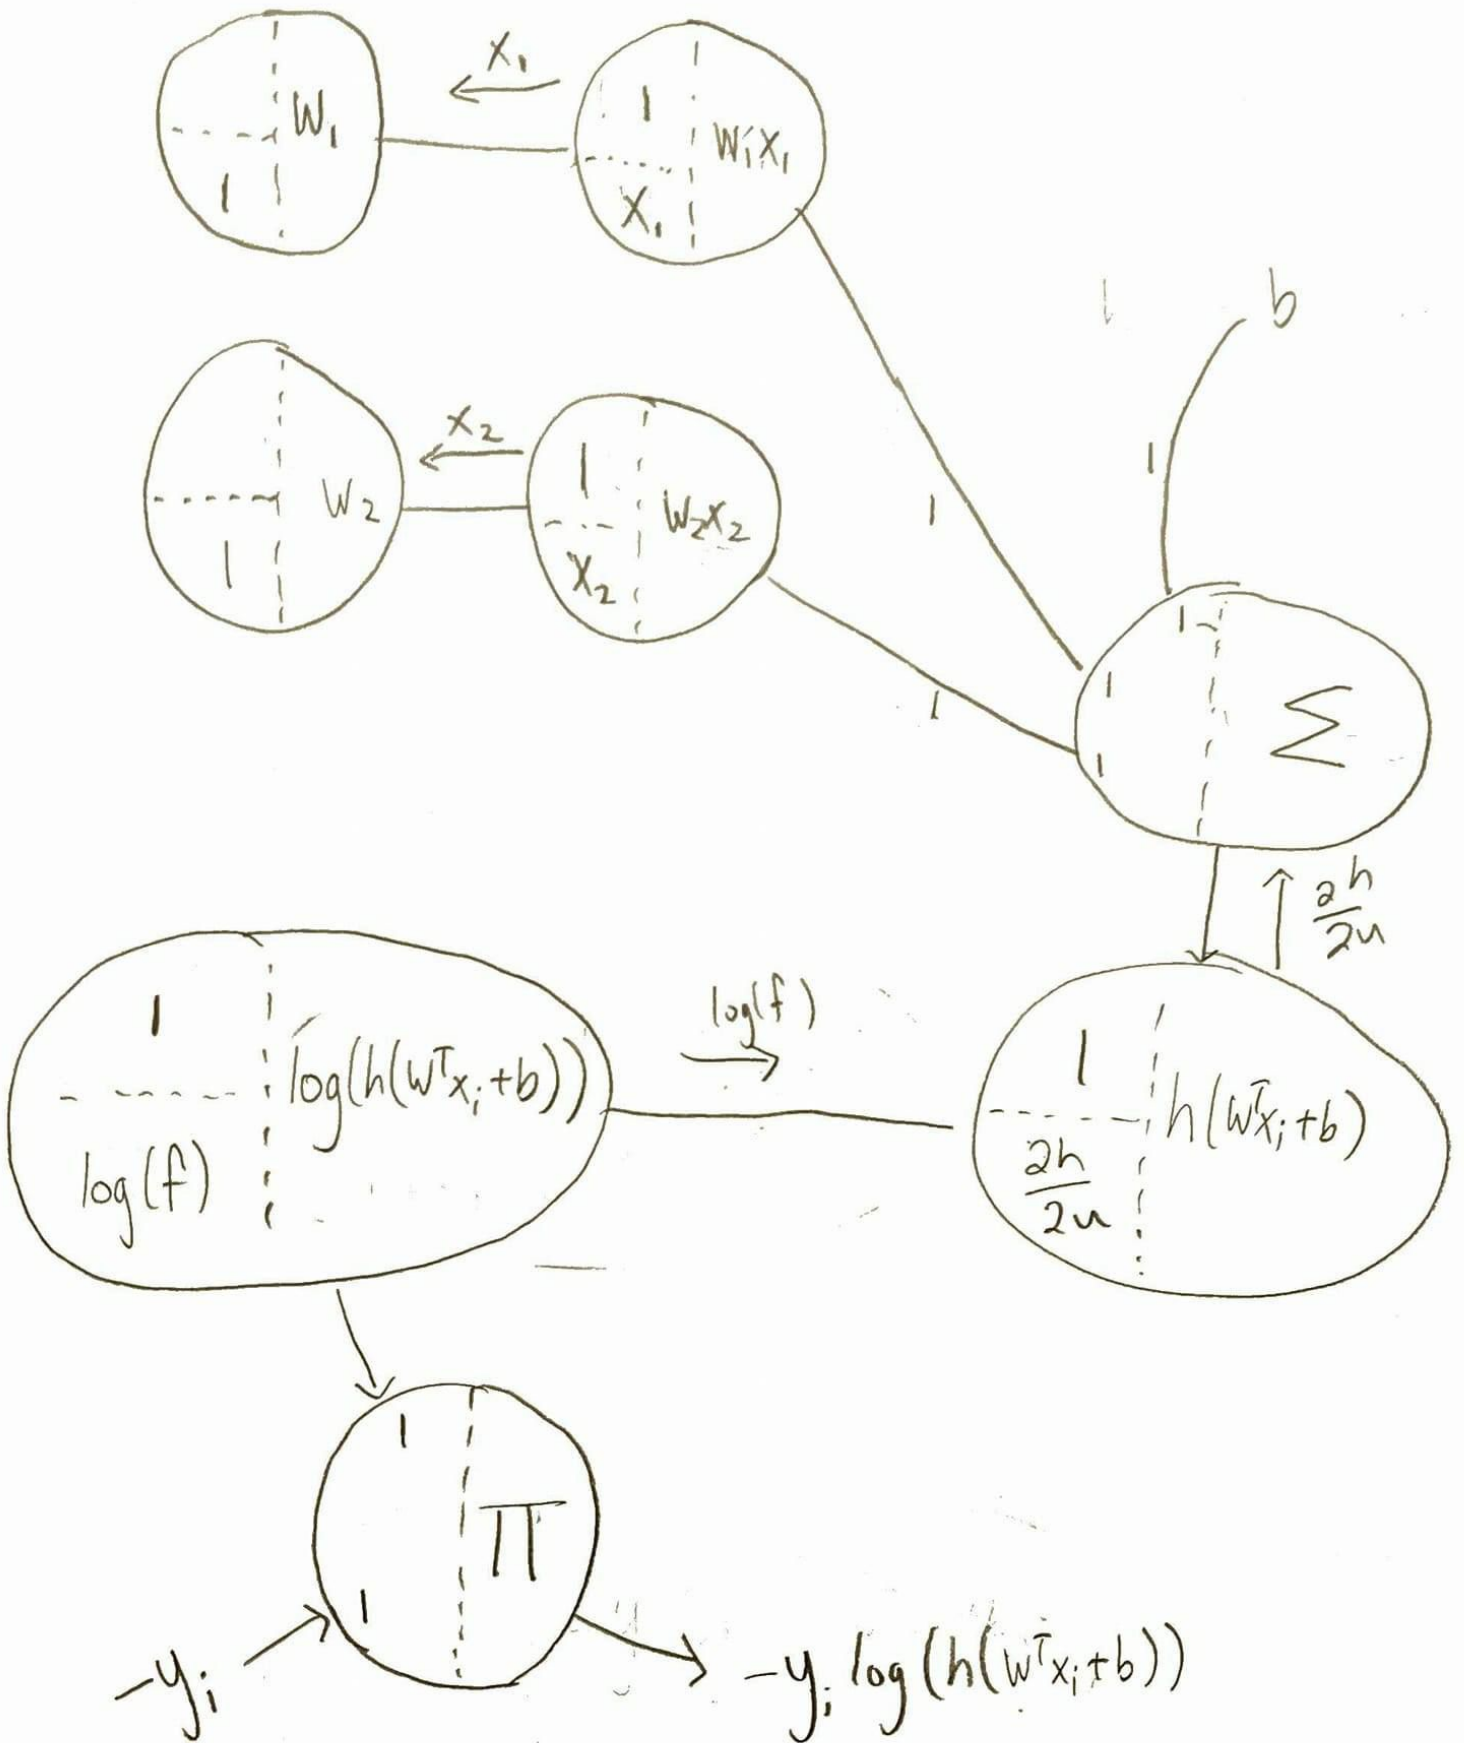 x₁
W₁
1
1
W₁x₁
x₁
b
1
x₂
W₂
1
1
W₂x₂
x₂
1
1
1
1
1
Σ
∂h
∂u
1
log(h(Wᵀxᵢ+b))
log(f)
log(f)
1
h(Wᵀxᵢ+b)
∂h
∂u
1
Π
1
-yᵢ
-yᵢ log(h(Wᵀxᵢ+b))